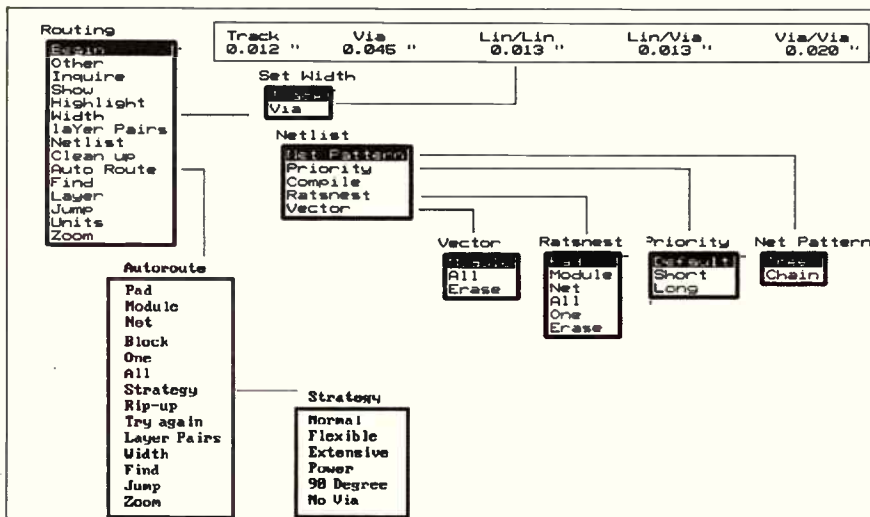 Routing
Track Via Lin/Lin Lin/Via Via/Via
0.012 " 0.046 " 0.013 " 0.013 " 0.020 "
Begin
Other
Inquire
Show
Highlight
Width
laYer Pairs
Netlist
Clean up
Auto Route
Find
Layer
Jump
Units
Zoom
Set Width
Via
Netlist
Net Pattern
Priority
Compile
Ratsnest
Vector
Vector
All
Erase
Ratsnest
Pad
Module
Net
All
One
Erase
Priority
Default
Short
Long
Net Pattern
Tree
Chain
Autoroute
Pad
Module
Net
Block
One
All
Strategy
Rip-up
Try again
Layer Pairs
Width
Find
Jump
Zoom
Strategy
Normal
Flexible
Extensive
Power
90 Degree
No Via